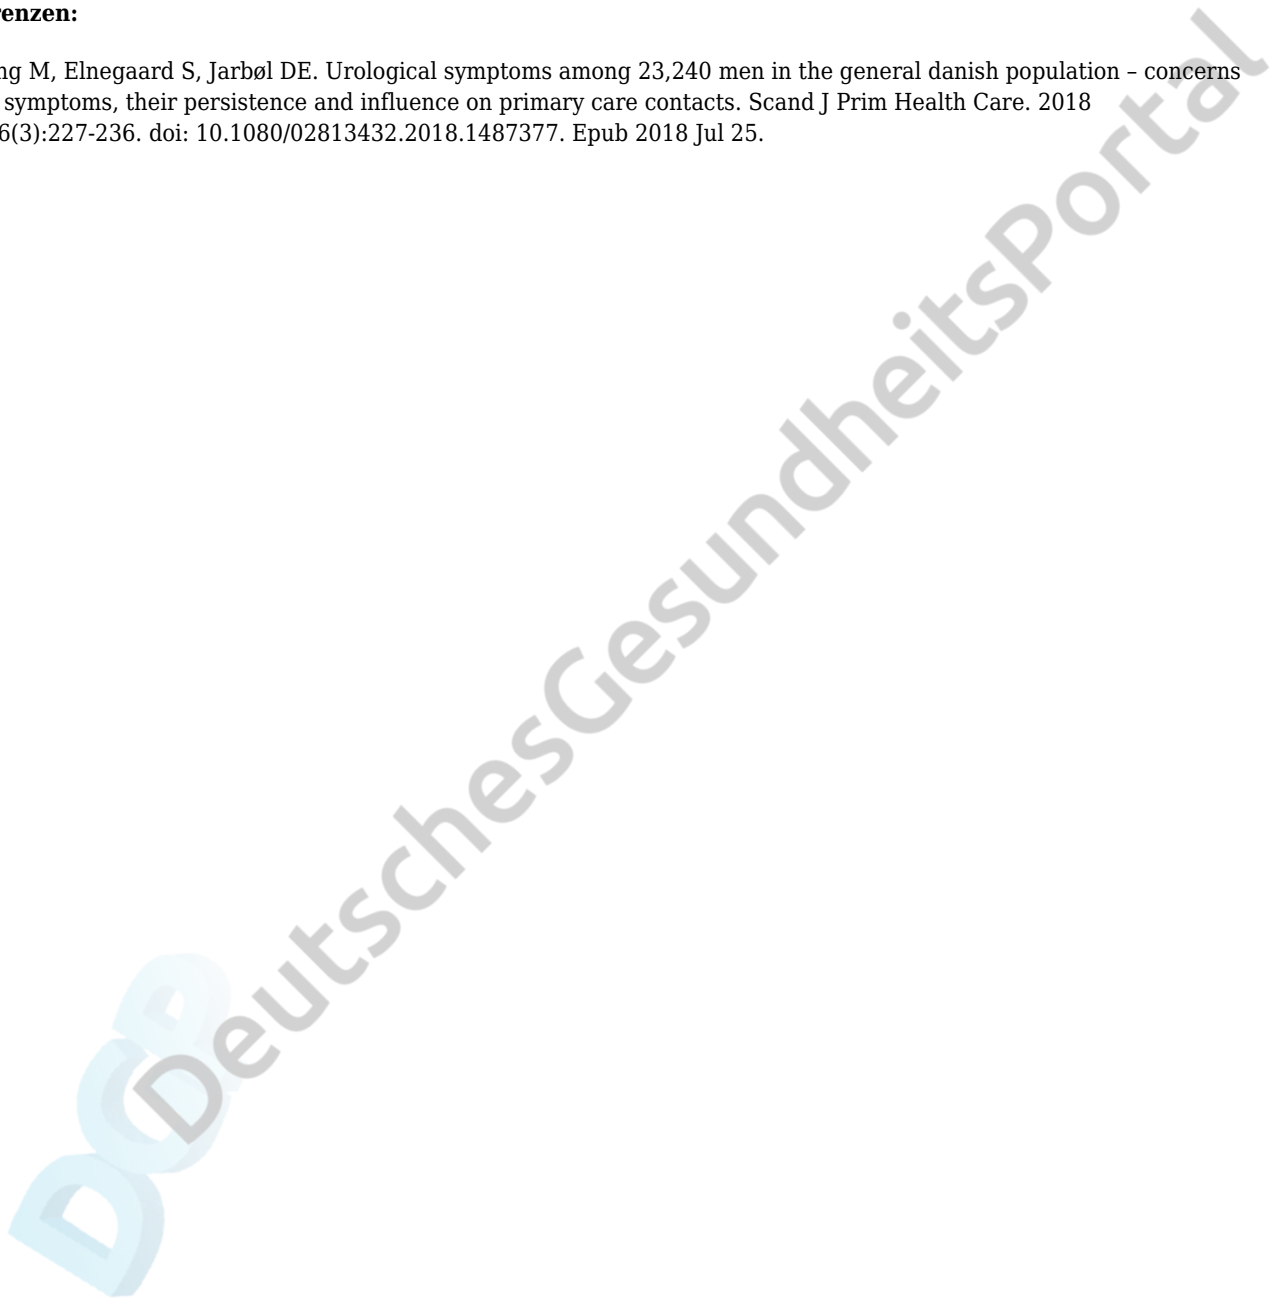 renzen:
ng M, Elnegaard S, Jarbøl DE. Urological symptoms among 23,240 men in the general danish population – concerns
symptoms, their persistence and influence on primary care contacts. Scand J Prim Health Care. 2018
6(3):227-236. doi: 10.1080/02813432.2018.1487377. Epub 2018 Jul 25.
DeutschesGesundheitsPortal
DGP